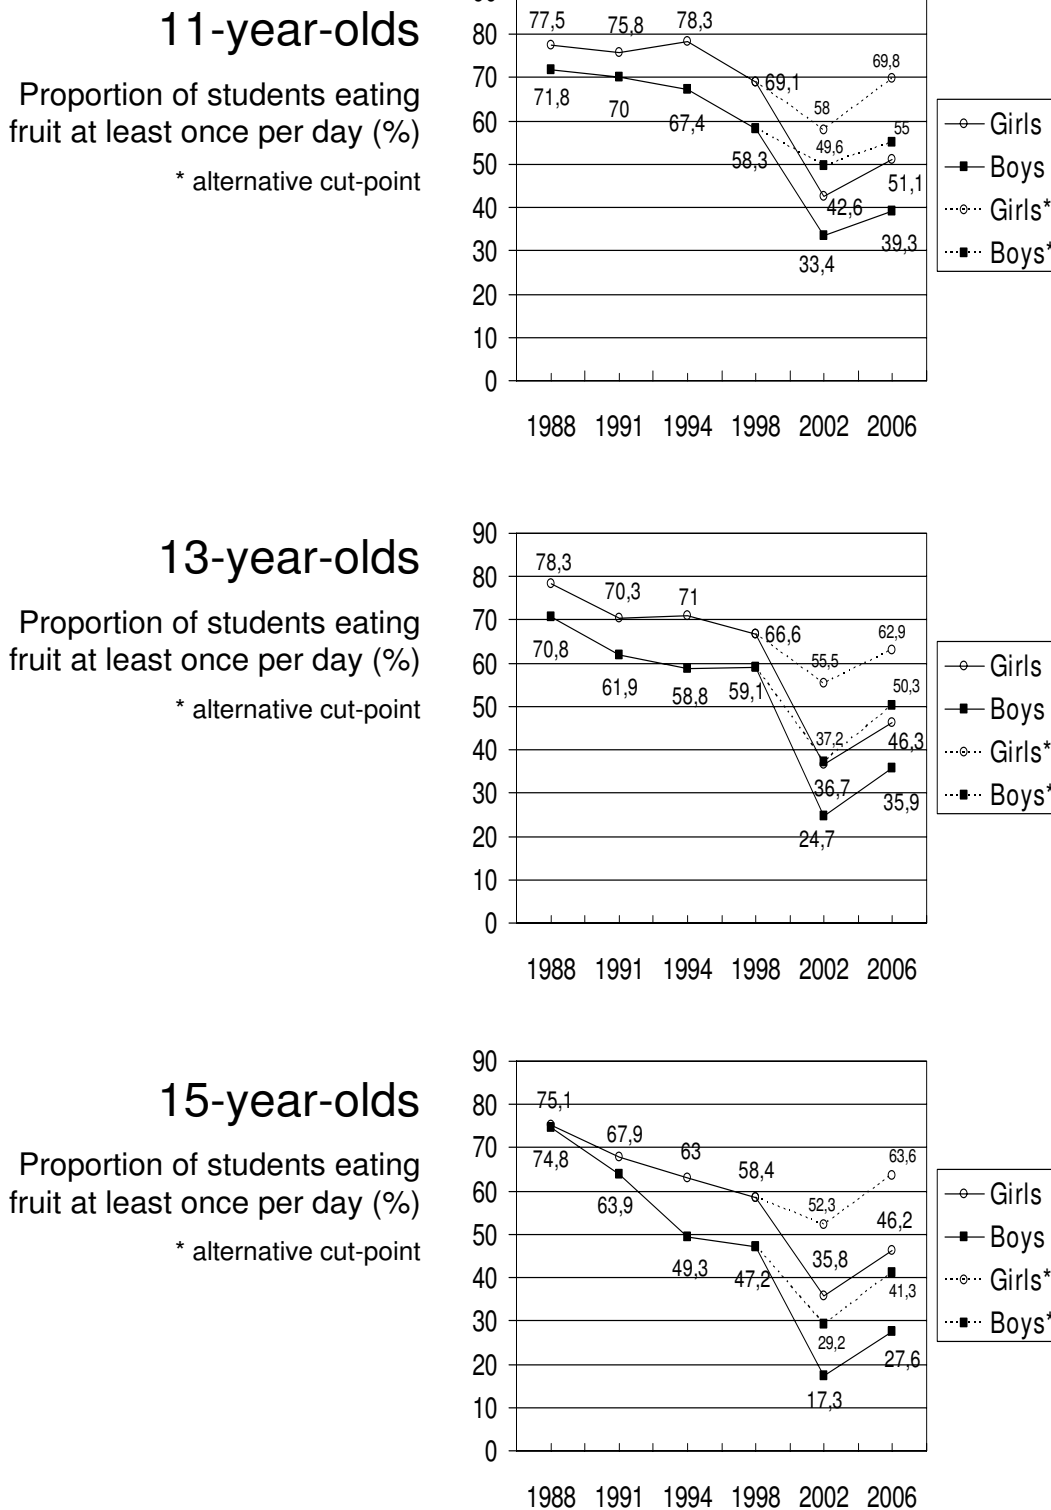 11-year-olds
Proportion of students eating
fruit at least once per day (%)
* alternative cut-point
80
70
60
50
40
30
20
10
0
77,5
75,8
78,3
69,1
69,8
58
71,8
70
67,4
58,3
49,6
55
51,1
42,6
39,3
33,4
1988 1991 1994 1998 2002 2006
Girls
Boys
Girls*
Boys*
13-year-olds
Proportion of students eating
fruit at least once per day (%)
* alternative cut-point
90
80
70
60
50
40
30
20
10
0
78,3
70,3
71
66,6
62,9
55,5
70,8
61,9
58,8
59,1
50,3
37,2
46,3
36,7
35,9
24,7
1988 1991 1994 1998 2002 2006
Girls
Boys
Girls*
Boys*
15-year-olds
Proportion of students eating
fruit at least once per day (%)
* alternative cut-point
90
80
70
60
50
40
30
20
10
0
75,1
67,9
63
58,4
63,6
52,3
74,8
63,9
46,2
35,8
49,3
47,2
41,3
29,2
27,6
17,3
1988 1991 1994 1998 2002 2006
Girls
Boys
Girls*
Boys*